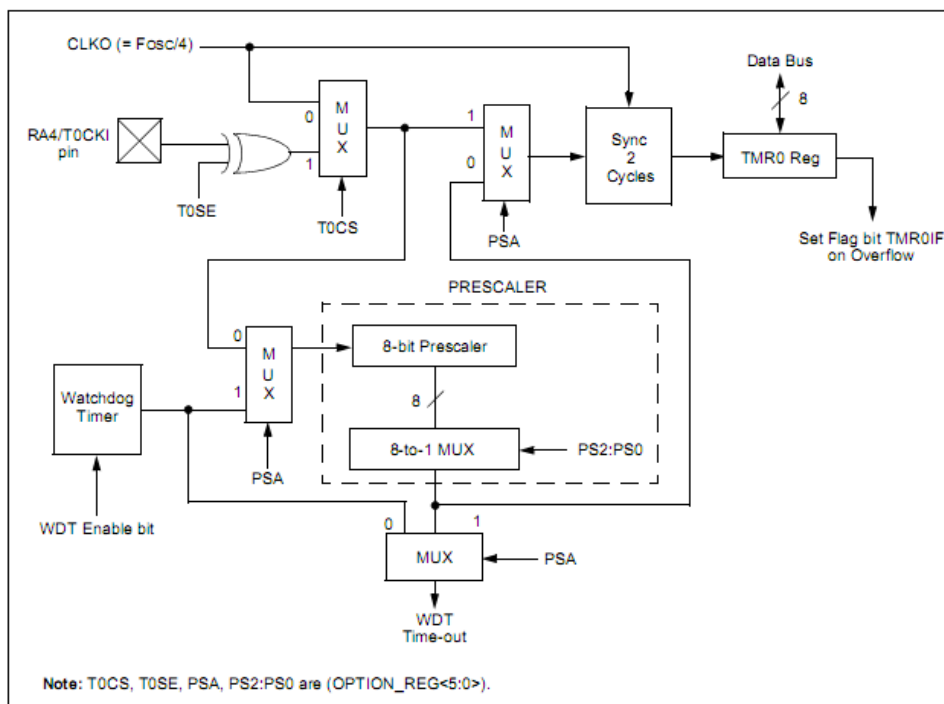 CLKO (= Fosc/4)
Data Bus
8
RA4/T0CKI
pin
0
1
M
U
X
1
0
M
U
X
Sync
2
Cycles
TMR0 Reg
T0SE
T0CS
PSA
Set Flag bit TMR0IF
on Overflow
PRESCALER
0
1
M
U
X
8-bit Prescaler
Watchdog
Timer
8
8-to-1 MUX
PS2:PS0
PSA
WDT Enable bit
0
1
MUX
PSA
WDT
Time-out
Note: T0CS, T0SE, PSA, PS2:PS0 are (OPTION_REG<5:0>).